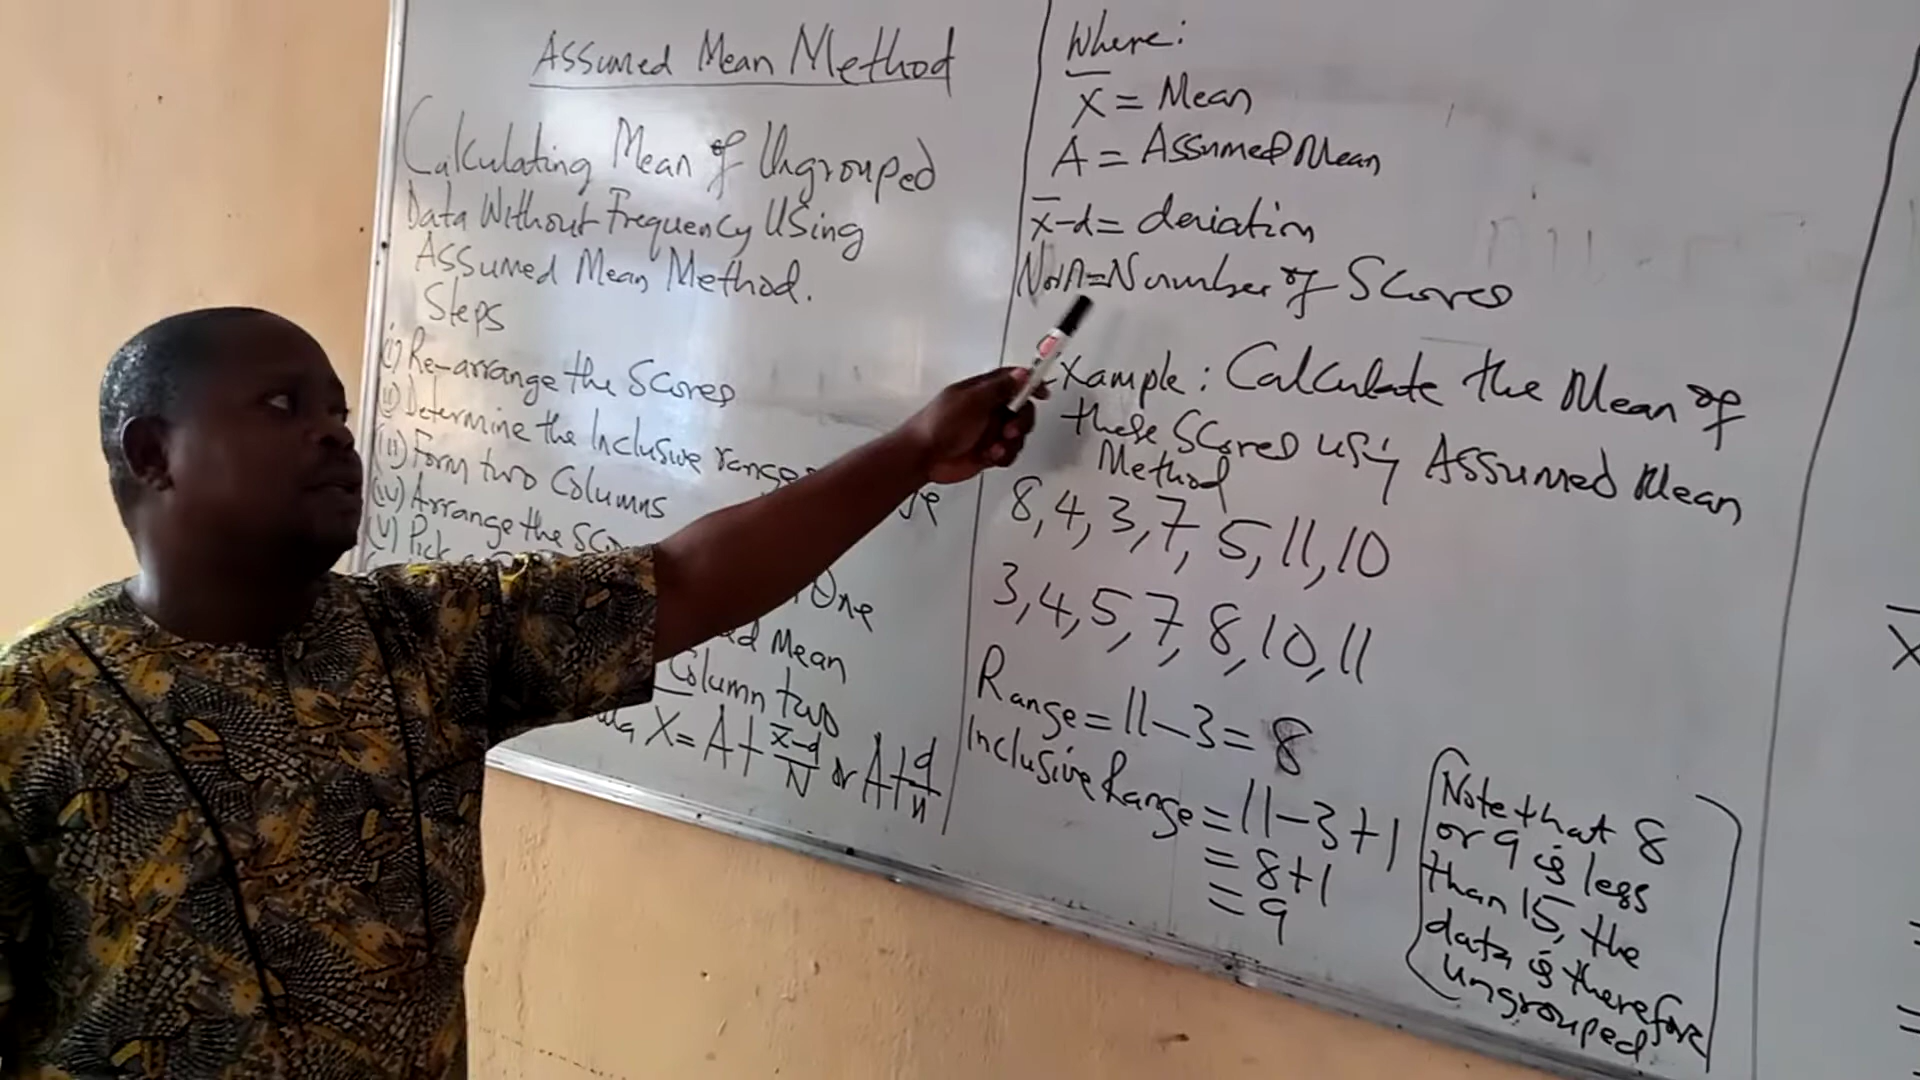 Assumed Mean Method
Calculating Mean of Ungrouped
Data Without Frequency Using
Assumed Mean Method.
Steps
(i) Re-arrange the Scores
(ii) Determine the Inclusive range
(iii) Form two Columns
(iv) Arrange the
(v) Pick
One
Mean
Column two
X = A + x̄-d/N or A + d/n
Where:
x̄ = Mean
A = Assumed Mean
x̄-d = deviation
N or n = Number of Scores
Example: Calculate the Mean of
these Scores using Assumed Mean
Method
8, 4, 3, 7, 5, 11, 10
3, 4, 5, 7, 8, 10, 11
Range = 11-3 = 8
Inclusive Range = 11-3+1
= 8+1
= 9
(Note that 8
or 9 is less
than 15, the
data is therefore
ungrouped)
x̄